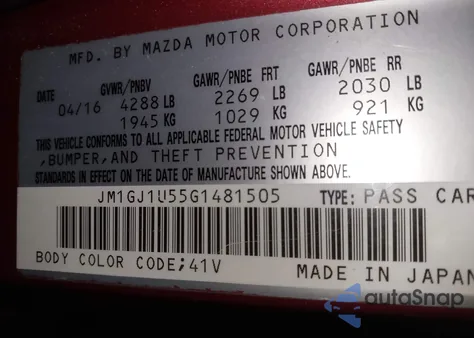 MFD. BY MAZDA MOTOR CORPORATION
GVWR/PNBV GAWR/PNBE FRT GAWR/PNBE RR
DATE 04/16 4288 LB 2269 LB 2030 LB
1945 KG 1029 KG 921 KG
THIS VEHICLE CONFORMS TO ALL APPLICABLE FEDERAL MOTOR VEHICLE SAFETY
,BUMPER,AND THEFT PREVENTION
STANDARDS IN EFFECT ON THE DATE OF MANUFACTURE SHOWN ABOVE.
JM1GJ1U55G1481505 TYPE: PASS CAR
BODY COLOR CODE;41V MADE IN JAPAN
autaSnap